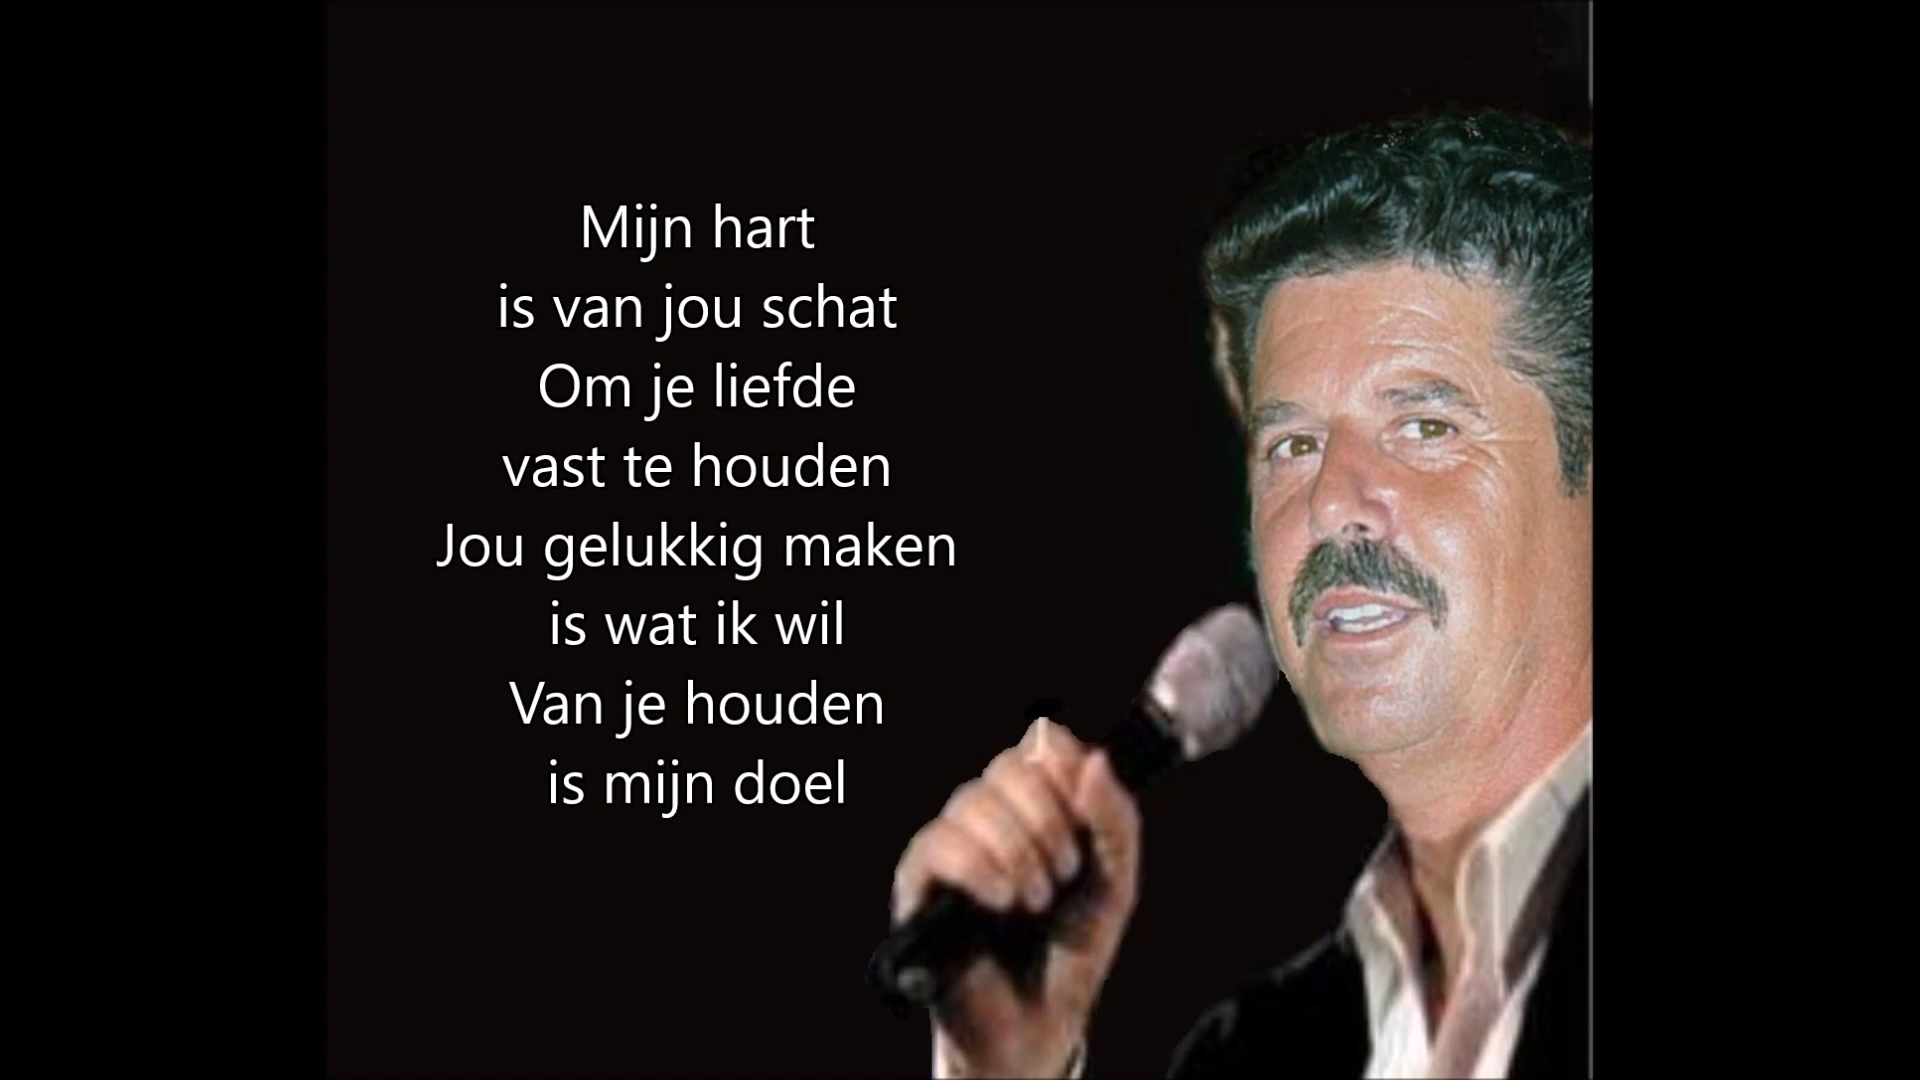 Mijn hart
is van jou schat
Om je liefde
vast te houden
Jou gelukkig maken
is wat ik wil
Van je houden
is mijn doel